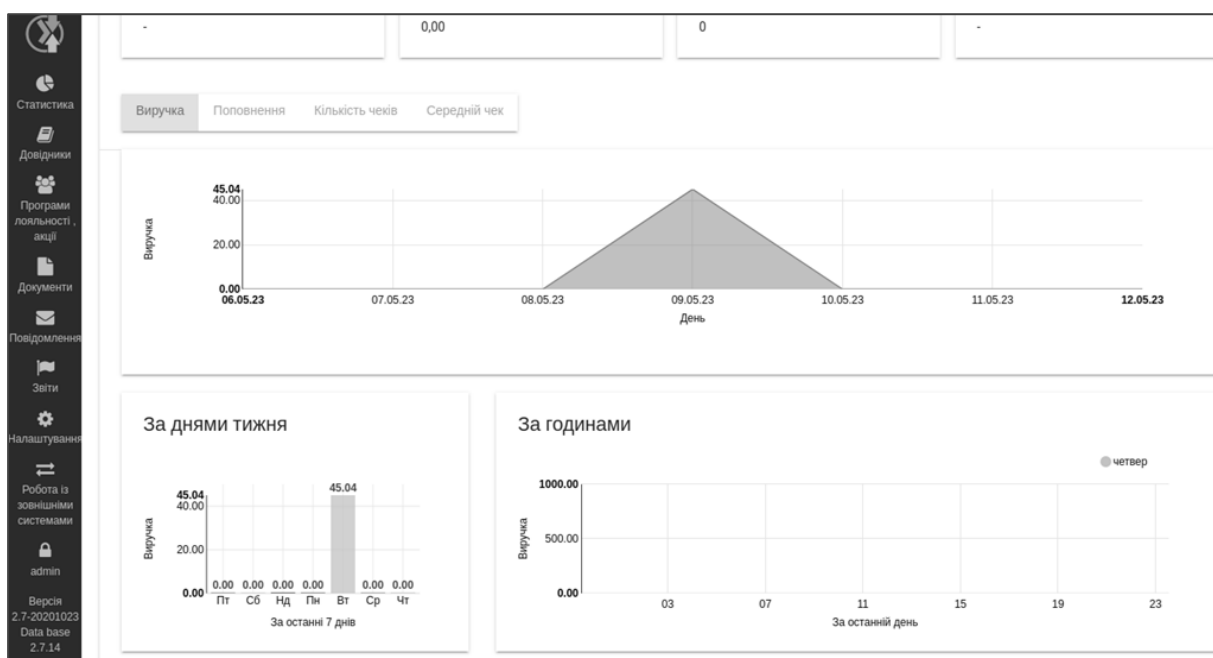 -
0,00
0
-
Статистика
Довідники
Програми
лояльності ,
акції
Документи
Повідомлення
Звіти
Налаштування
Робота із
зовнішніми
системами
admin
Версія
2.7-20201023
Data base
2.7.14
Виручка Поповнення Кількість чеків Середній чек
Виручка
45.04
40.00
20.00
0.00
06.05.23 07.05.23 08.05.23 09.05.23 10.05.23 11.05.23 12.05.23
День
За днями тижня
Виручка
45.04
40.00
20.00
0.00
0.00 0.00 0.00 0.00 45.04 0.00 0.00
Пт Сб Нд Пн Вт Ср Чт
За останні 7 днів
За годинами
четвер
Виручка
1000.00
500.00
0.00
03 07 11 15 19 23
За останній день